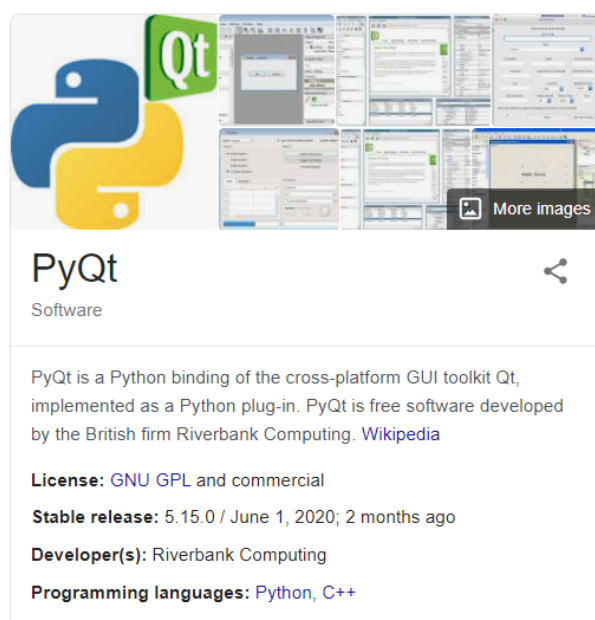 Qt
More images
PyQt
Software
PyQt is a Python binding of the cross-platform GUI toolkit Qt,
implemented as a Python plug-in. PyQt is free software developed
by the British firm Riverbank Computing. Wikipedia
License: GNU GPL and commercial
Stable release: 5.15.0 / June 1, 2020; 2 months ago
Developer(s): Riverbank Computing
Programming languages: Python, C++